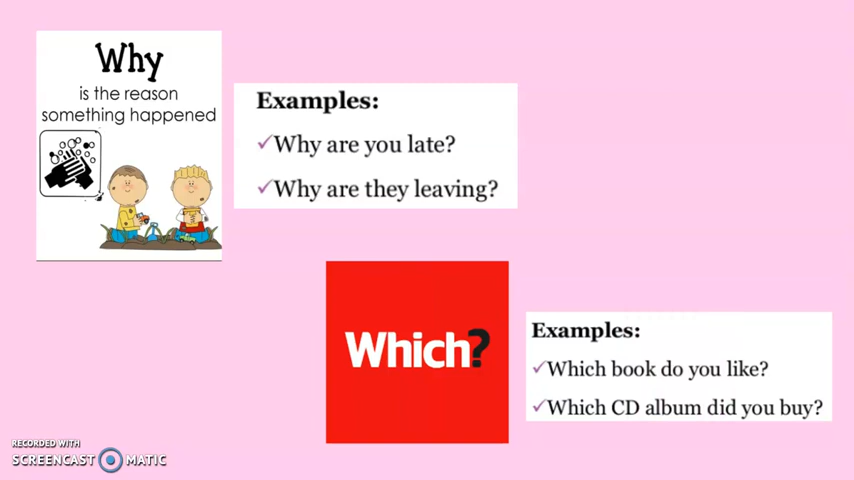 Why
is the reason
something happened
Examples:
Why are you late?
Why are they leaving?
Which?
Examples:
Which book do you like?
Which CD album did you buy?
RECORDED WITH
SCREENCAST MATIC